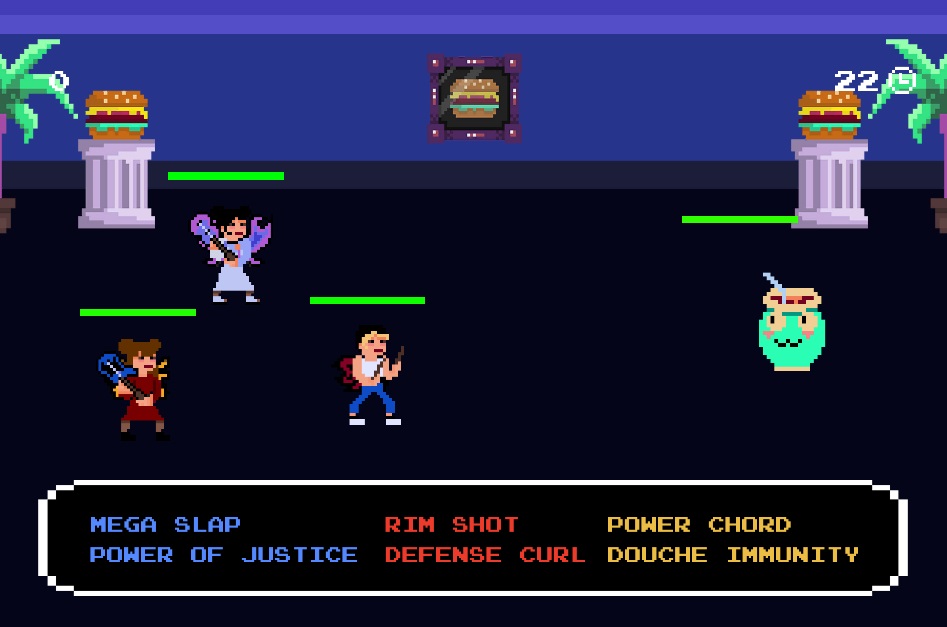 0
22
MEGA SLAP
RIM SHOT
POWER CHORD
POWER OF JUSTICE
DEFENSE CURL
DOUCHE IMMUNITY